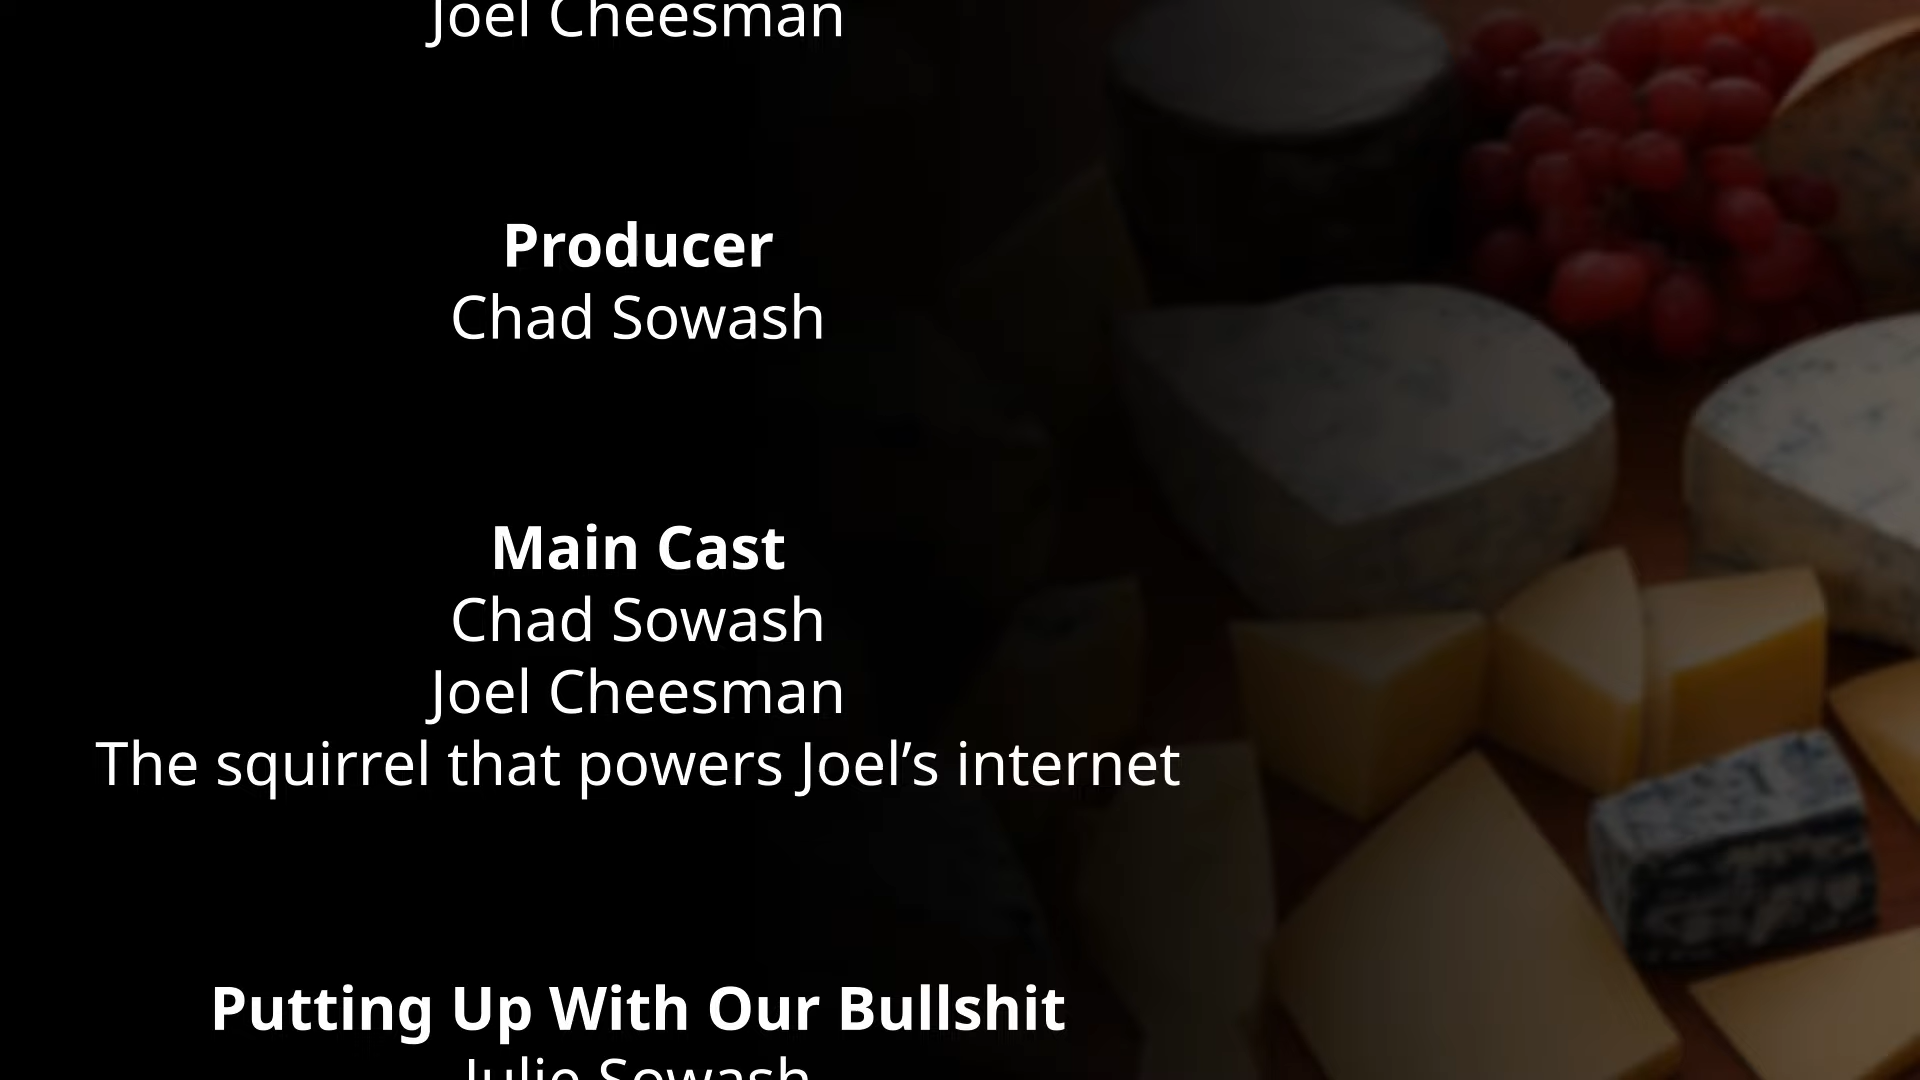 Joel Cheesman
Producer
Chad Sowash
Main Cast
Chad Sowash
Joel Cheesman
The squirrel that powers Joel’s internet
Putting Up With Our Bullshit
Julie Sowash